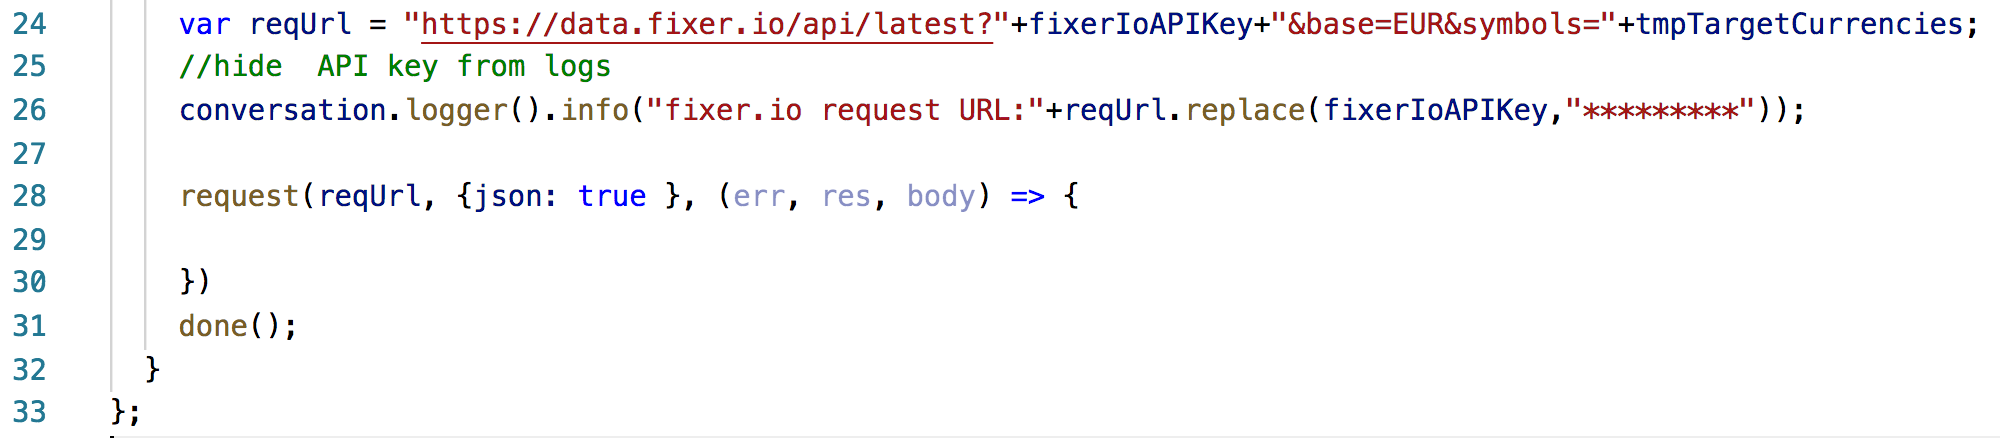 24 var reqUrl = "https://data.fixer.io/api/latest?"+fixerIoAPIKey+"&base=EUR&symbols="+tmpTargetCurrencies;
25 //hide  API key from logs
26 conversation.logger().info("fixer.io request URL:"+reqUrl.replace(fixerIoAPIKey,"*********"));
27
28 request(reqUrl, {json: true }, (err, res, body) => {
29
30 })
31 done();
32 }
33 };